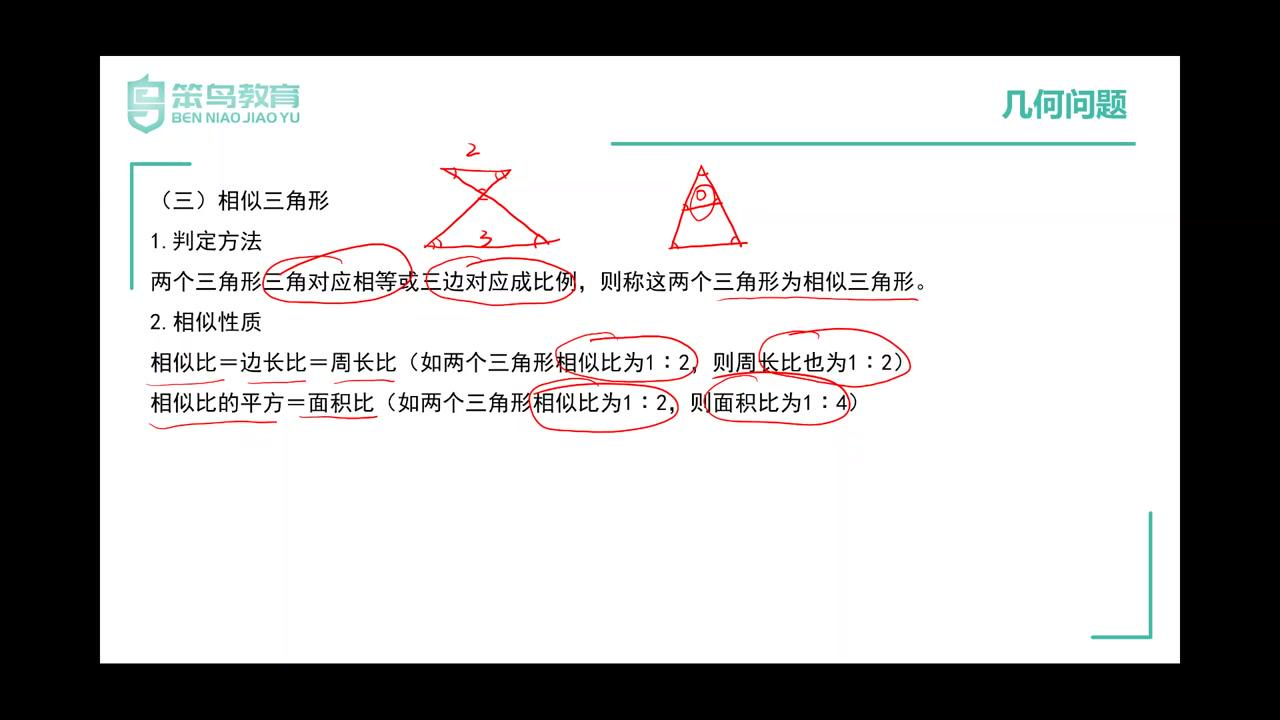 笨鸟教育
BEN NIAO JIAO YU
几何问题
2
2
3
（三）相似三角形
1.判定方法
两个三角形三角对应相等或三边对应成比例，则称这两个三角形为相似三角形。
2.相似性质
相似比＝边长比＝周长比（如两个三角形相似比为1∶2，则周长比也为1∶2）
相似比的平方＝面积比（如两个三角形相似比为1∶2，则面积比为1∶4）